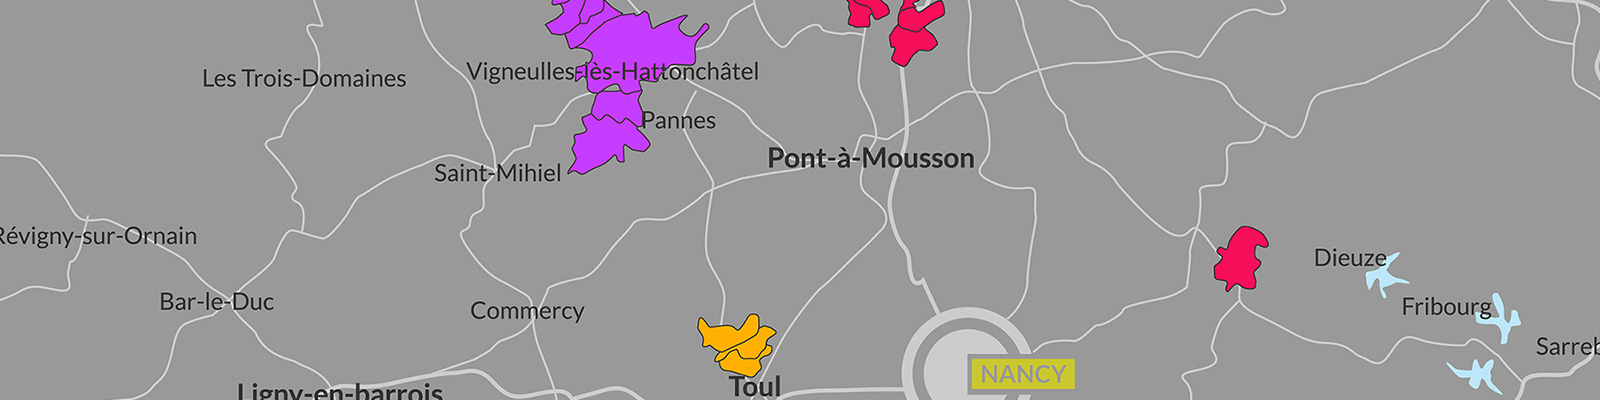 Les Trois-Domaines
Vigneulles-lès-Hattonchâtel
Pannes
Pont-à-Mousson
Saint-Mihiel
Révigny-sur-Ornain
Dieuze
Bar-le-Duc
Commercy
Fribourg
Sarreb
NANCY
Toul
Ligny-en-barrois